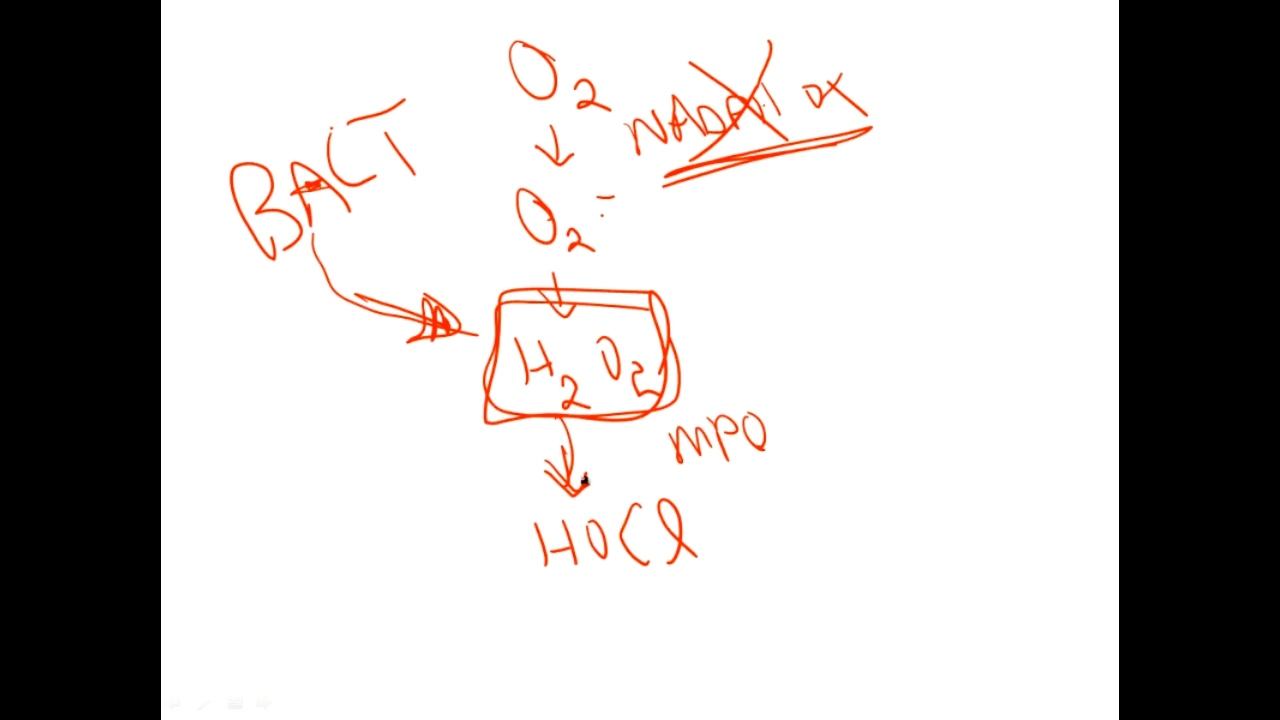 O2
NADPH ox
BACT
O2∸
H2O2
MPO
HOCl